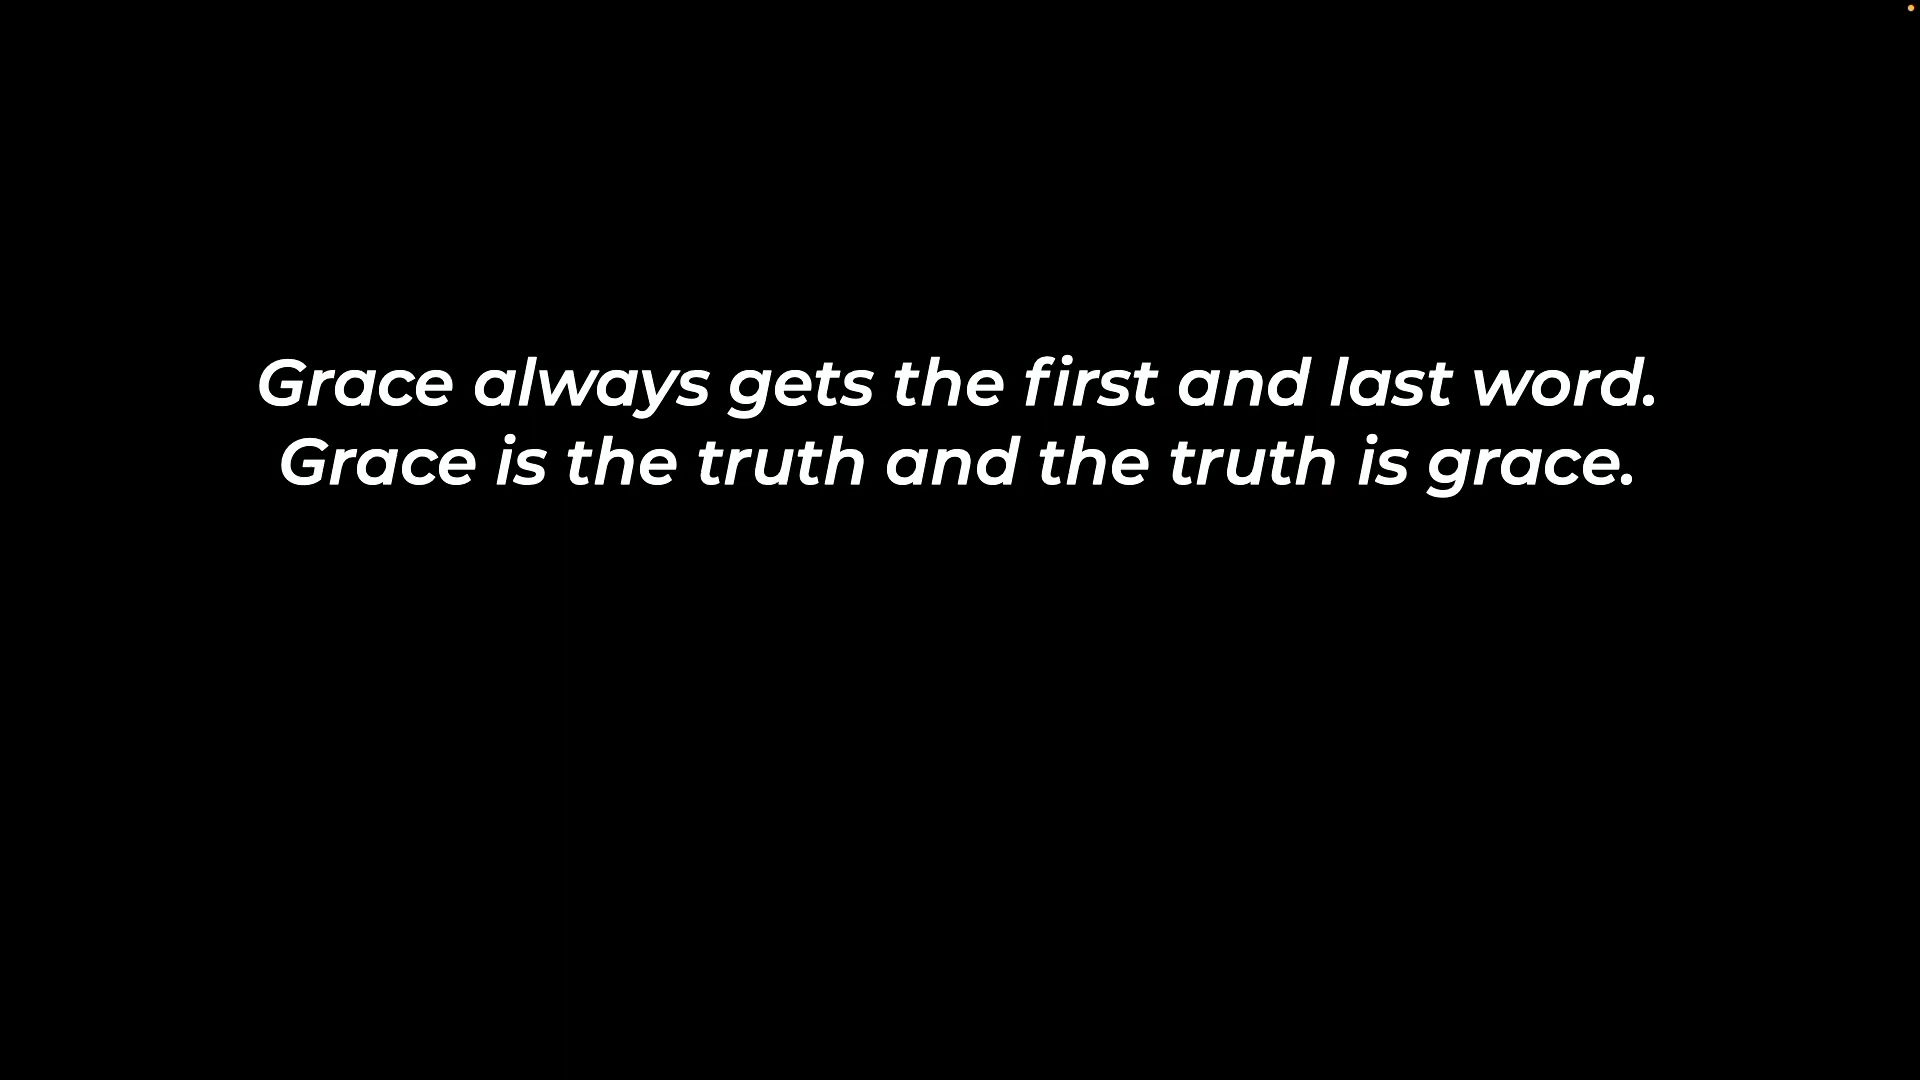 Grace always gets the first and last word.
Grace is the truth and the truth is grace.